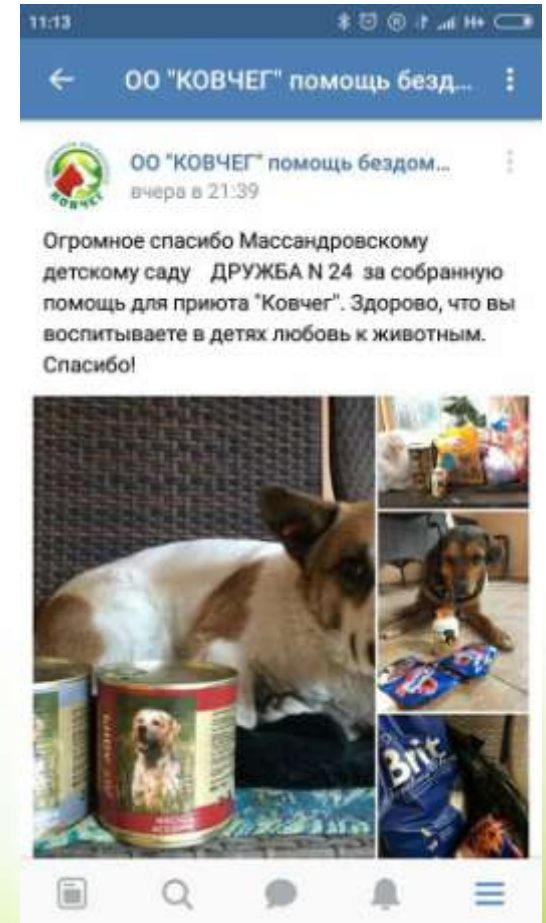 11:13
H+
ОО "КОВЧЕГ" помощь безд...
ОО "КОВЧЕГ" помощь бездом...
вчера в 21:39
КОВЧЕГ
Огромное спасибо Массандровскому
детскому саду ДРУЖБА N 24 за собранную
помощь для приюта "Ковчег". Здорово, что вы
воспитываете в детях любовь к животным.
Спасибо!
Brit